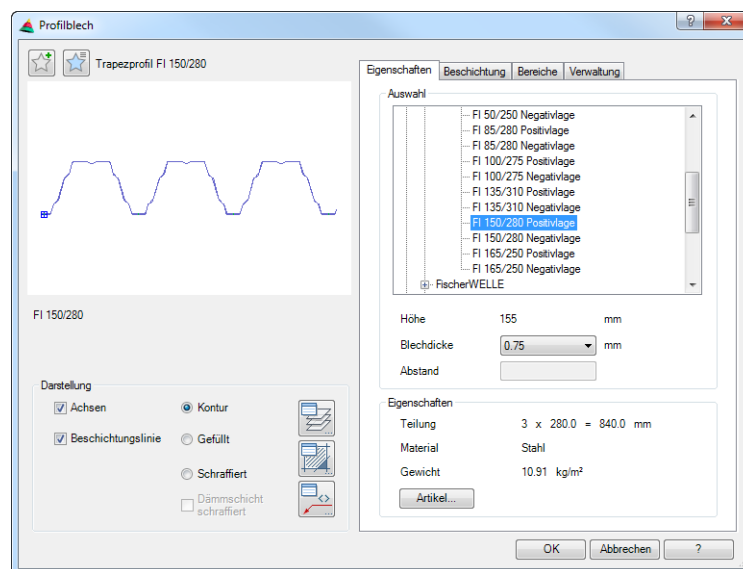 Profilblech
Trapezprofil FI 150/280
FI 150/280
Darstellung
Achsen
Kontur
Beschichtungslinie
Gefüllt
Schraffiert
Dämmschicht
schraffiert
Eigenschaften Beschichtung Bereiche Verwaltung
Auswahl
FI 50/250 Negativlage
FI 85/280 Positivlage
FI 85/280 Negativlage
FI 100/275 Positivlage
FI 100/275 Negativlage
FI 135/310 Positivlage
FI 135/310 Negativlage
FI 150/280 Positivlage
FI 150/280 Negativlage
FI 165/250 Positivlage
FI 165/250 Negativlage
FischerWELLE
Höhe 155 mm
Blechdicke 0.75 mm
Abstand
Eigenschaften
Teilung 3 x 280.0 = 840.0 mm
Material Stahl
Gewicht 10.91 kg/m²
Artikel...
OK Abbrechen ?